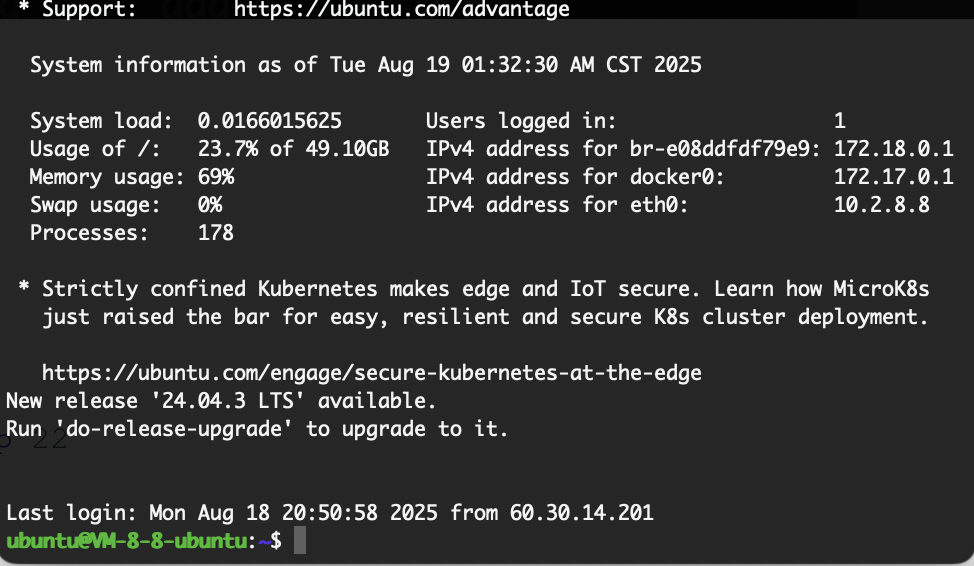 * Support:        https://ubuntu.com/advantage
System information as of Tue Aug 19 01:32:30 AM CST 2025
System load:  0.0166015625       Users logged in:                  1
Usage of /:   23.7% of 49.10GB   IPv4 address for br-e08ddfdf79e9: 172.18.0.1
Memory usage: 69%                IPv4 address for docker0:         172.17.0.1
Swap usage:   0%                 IPv4 address for eth0:            10.2.8.8
Processes:    178
* Strictly confined Kubernetes makes edge and IoT secure. Learn how MicroK8s
just raised the bar for easy, resilient and secure K8s cluster deployment.
https://ubuntu.com/engage/secure-kubernetes-at-the-edge
New release '24.04.3 LTS' available.
Run 'do-release-upgrade' to upgrade to it.
22
Last login: Mon Aug 18 20:50:58 2025 from 60.30.14.201
ubuntu@VM-8-8-ubuntu:~$